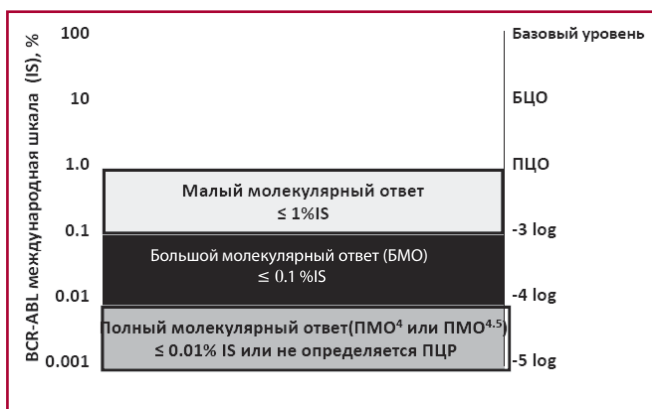 BCR-ABL международная шкала (IS), %
100
10
1.0
0.1
0.01
0.001
Малый молекулярный ответ
≤ 1%IS
Большой молекулярный ответ (БМО)
≤ 0.1 %IS
Полный молекулярный ответ(ПМО⁴ или ПМО⁴·⁵)
≤ 0.01% IS или не определяется ПЦР
Базовый уровень
БЦО
ПЦО
-3 log
-4 log
-5 log